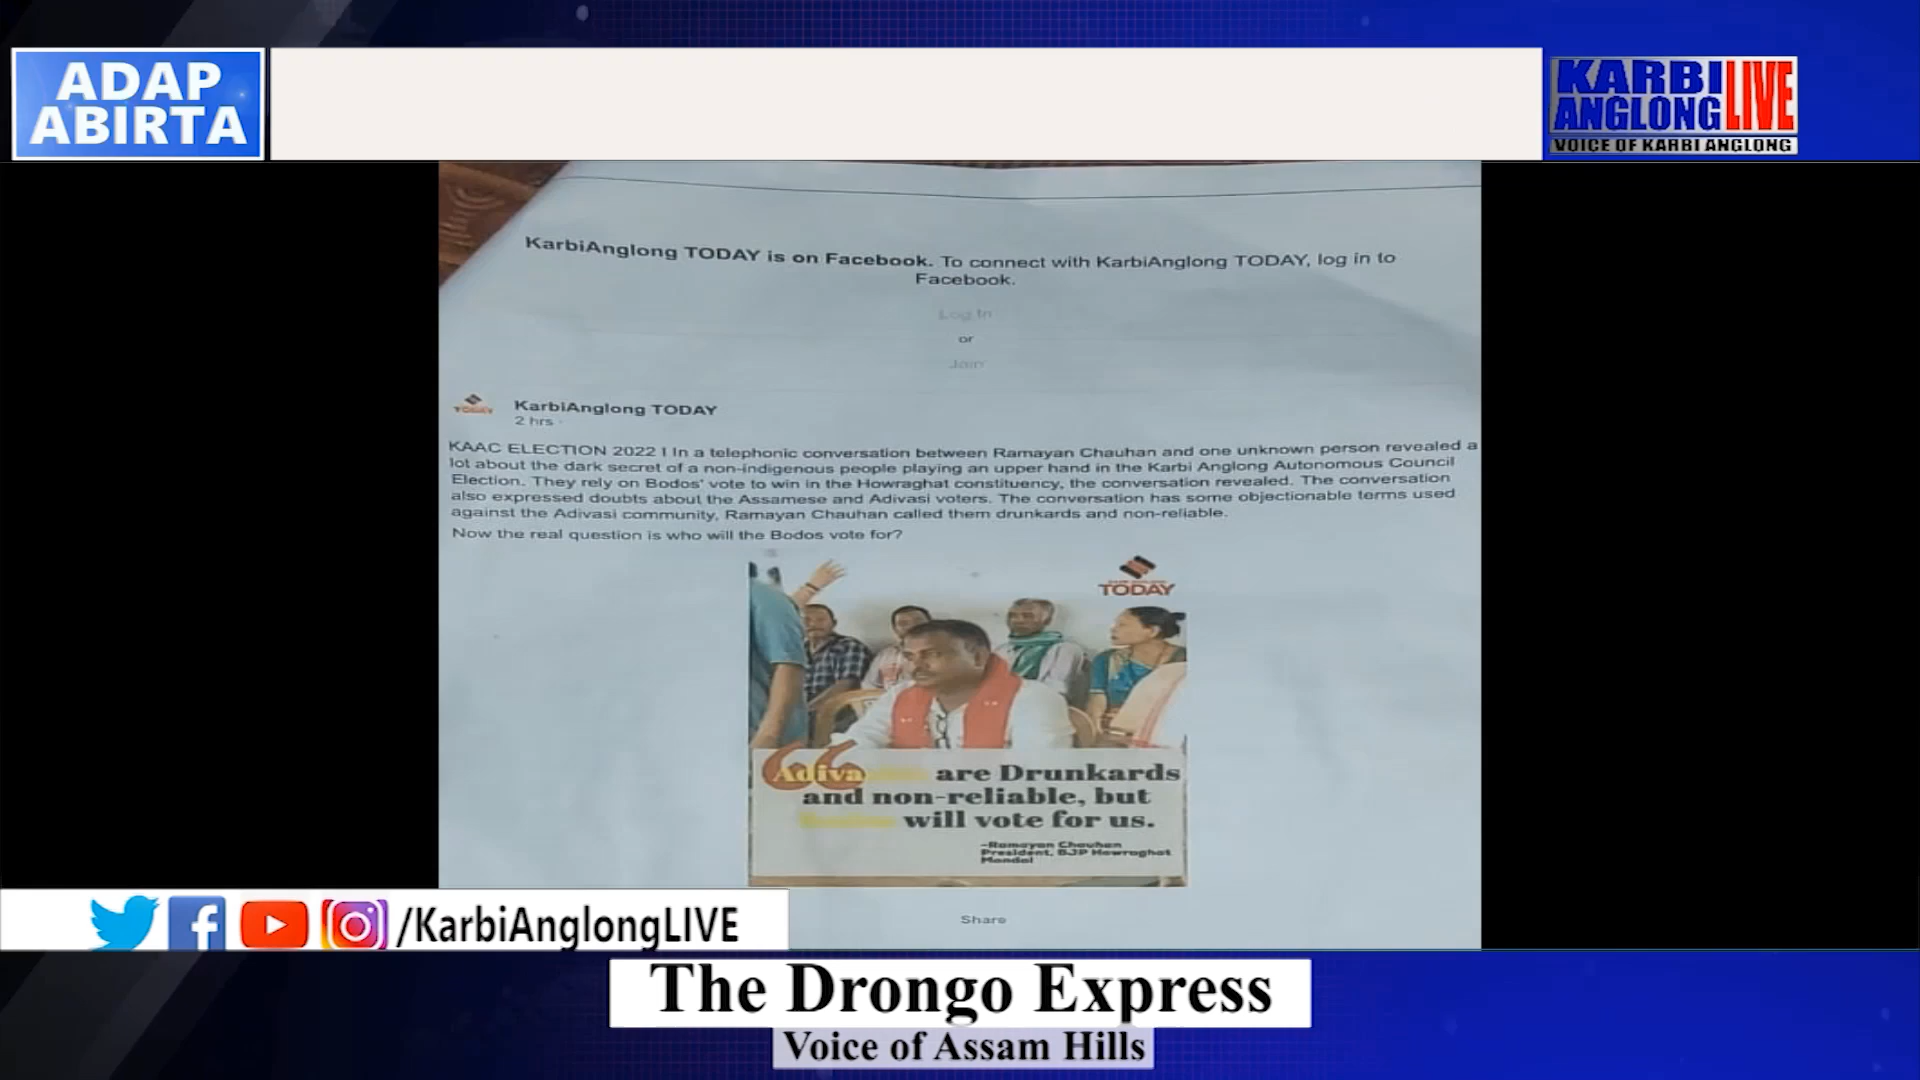 ADAP
ABIRTA
KARBI
ANGLONG
LIVE
VOICE OF KARBI ANGLONG
KarbiAnglong TODAY is on Facebook. To connect with KarbiAnglong TODAY, log in to
Facebook.
Log In
or
Join
TODAY
KarbiAnglong TODAY
2 hrs ·
KAAC ELECTION 2022 I In a telephonic conversation between Ramayan Chauhan and one unknown person revealed a
lot about the dark secret of a non-indigenous people playing an upper hand in the Karbi Anglong Autonomous Council
Election. They rely on Bodos' vote to win in the Howraghat constituency, the conversation revealed. The conversation
also expressed doubts about the Assamese and Adivasi voters. The conversation has some objectionable terms used
against the Adivasi community, Ramayan Chauhan called them drunkards and non-reliable.
Now the real question is who will the Bodos vote for?
TODAY
are Drunkards
and non-reliable, but
will vote for us.
-Ramayan Chauhan
President, BJP Howraghat
Mandal
Share
/KarbiAnglongLIVE
The Drongo Express
Voice of Assam Hills